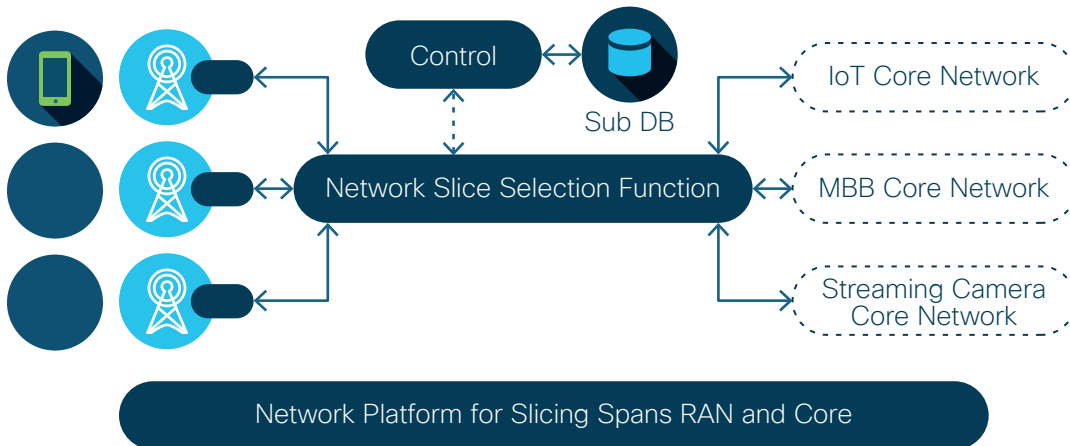 Control
Sub DB
IoT Core Network
Network Slice Selection Function
MBB Core Network
Streaming Camera
Core Network
Network Platform for Slicing Spans RAN and Core